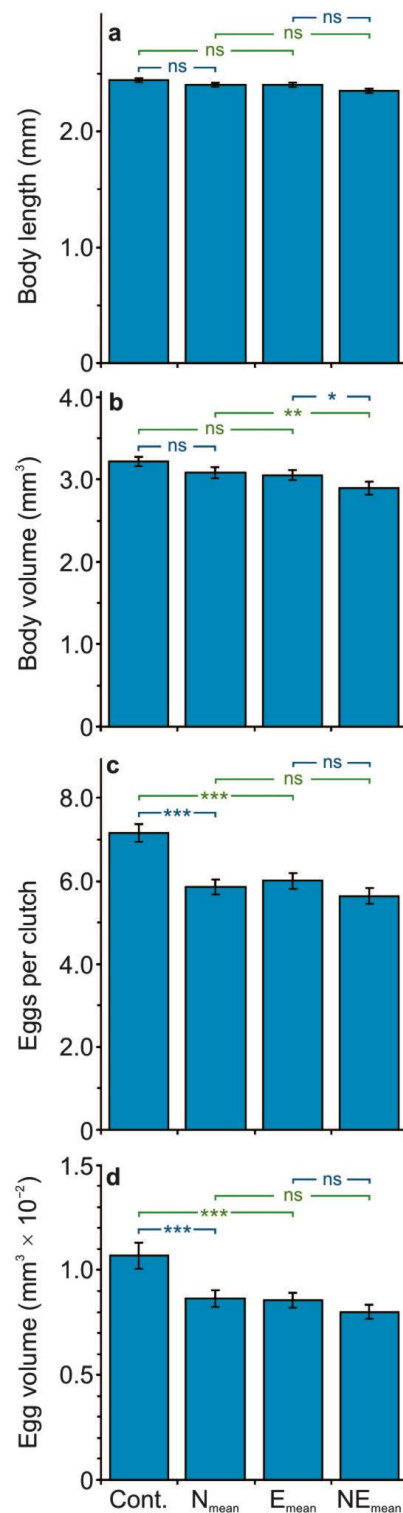 a
ns
ns
ns
ns
2.0
1.0
0
Body length (mm)
b
*
**
ns
ns
4.0
3.0
2.0
1.0
0
Body volume (mm³)
c
ns
ns
***
***
8.0
6.0
4.0
2.0
0
Eggs per clutch
d
ns
ns
***
***
1.5
1.0
0.5
0
Egg volume (mm³ × 10⁻²)
Cont. Nmean Emean NEmean